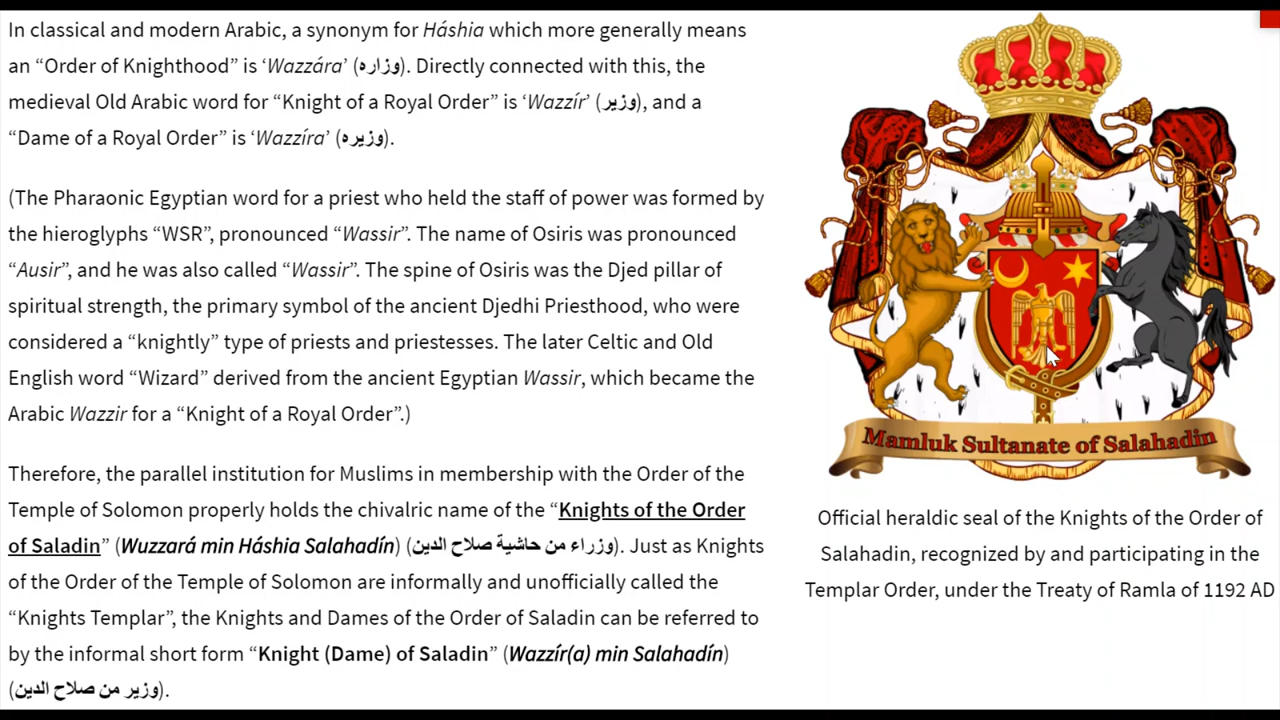 In classical and modern Arabic, a synonym for Háshia which more generally means
an “Order of Knighthood” is ‘Wazzára’ (وزاره). Directly connected with this, the
medieval Old Arabic word for “Knight of a Royal Order” is ‘Wazzír’ (وزير), and a
“Dame of a Royal Order” is ‘Wazzíra’ (وزيره).
(The Pharaonic Egyptian word for a priest who held the staff of power was formed by
the hieroglyphs “WSR”, pronounced “Wassir”. The name of Osiris was pronounced
“Ausir”, and he was also called “Wassir”. The spine of Osiris was the Djed pillar of
spiritual strength, the primary symbol of the ancient Djedhi Priesthood, who were
considered a “knightly” type of priests and priestesses. The later Celtic and Old
English word “Wizard” derived from the ancient Egyptian Wassir, which became the
Arabic Wazzir for a “Knight of a Royal Order”.)
Therefore, the parallel institution for Muslims in membership with the Order of the
Temple of Solomon properly holds the chivalric name of the “Knights of the Order
of Saladin” (Wuzzará min Háshia Salahadín) (وزراء من حاشية صلاح الدين). Just as Knights
of the Order of the Temple of Solomon are informally and unofficially called the
“Knights Templar”, the Knights and Dames of the Order of Saladin can be referred to
by the informal short form “Knight (Dame) of Saladin” (Wazzír(a) min Salahadín)
(وزير من صلاح الدين).
Mamluk Sultanate of Salahadin
Official heraldic seal of the Knights of the Order of
Salahadin, recognized by and participating in the
Templar Order, under the Treaty of Ramla of 1192 AD